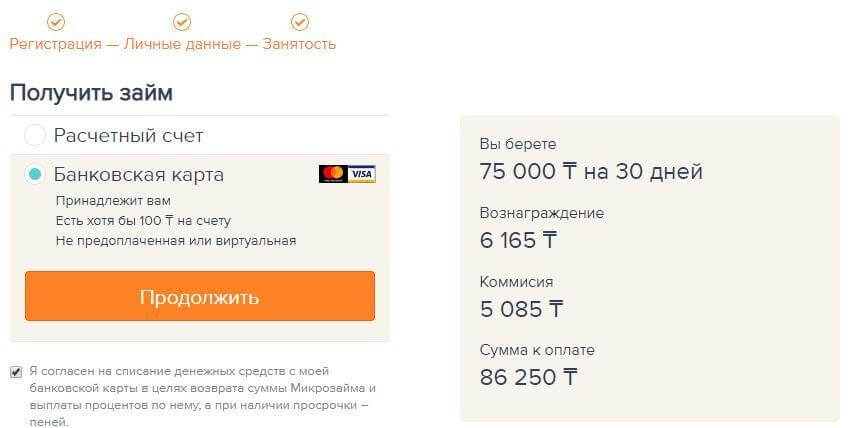 Регистрация — Личные данные — Занятость
Получить займ
Расчетный счет
Банковская карта
VISA
Принадлежит вам
Есть хотя бы 100 ₸ на счету
Не предоплаченная или виртуальная
Продолжить
Я согласен на списание денежных средств с моей
банковской карты в целях возврата суммы Микрозайма и
выплаты процентов по нему, а при наличии просрочки –
пеней.
Вы берете
75 000 ₸ на 30 дней
Вознаграждение
6 165 ₸
Коммисия
5 085 ₸
Сумма к оплате
86 250 ₸